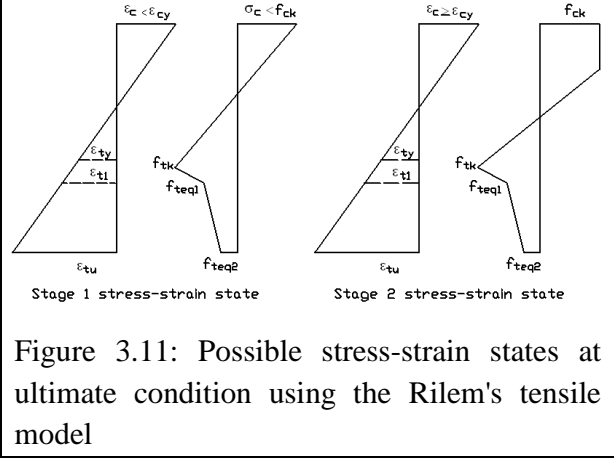 εc <εcy σc <fck εc ≥εcy fck
εty εty
εt1 ftk εt1 ftk
fteq1 fteq1
εtu fteq2 εtu fteq2
Stage 1 stress-strain state Stage 2 stress-strain state
Figure 3.11: Possible stress-strain states at
ultimate condition using the Rilem's tensile
model